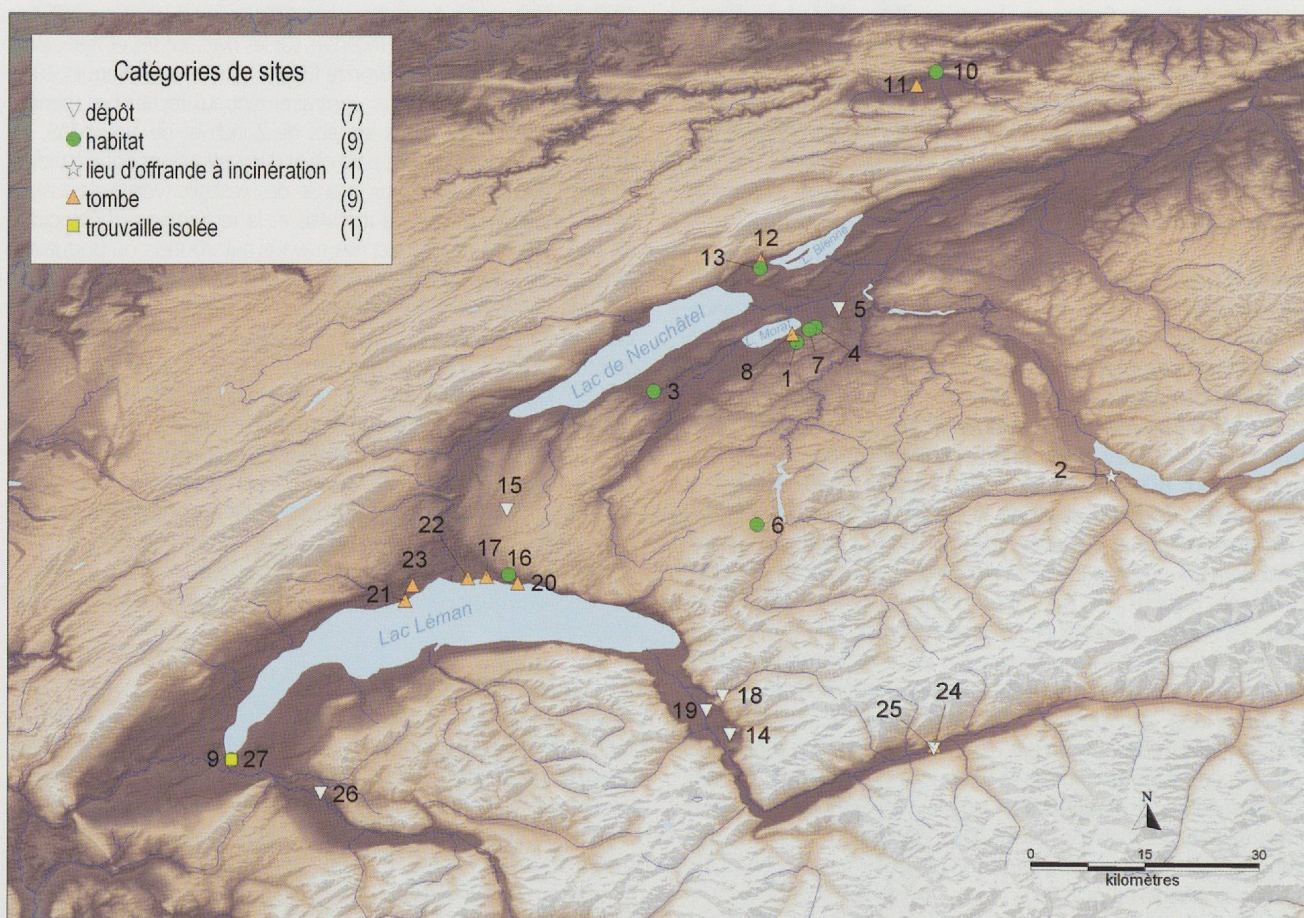 Catégories de sites
dépôt (7)
habitat (9)
lieu d'offrande à incinération (1)
tombe (9)
trouvaille isolée (1)
10
11
12
13
L. Bienne
5
Lac de Neuchâtel
L. Morat
8 1 7 4
3
2
15
6
22
17
16
23
20
21
Lac Léman
18
19
14
24
25
9 27
26
N
0 15 30
kilomètres